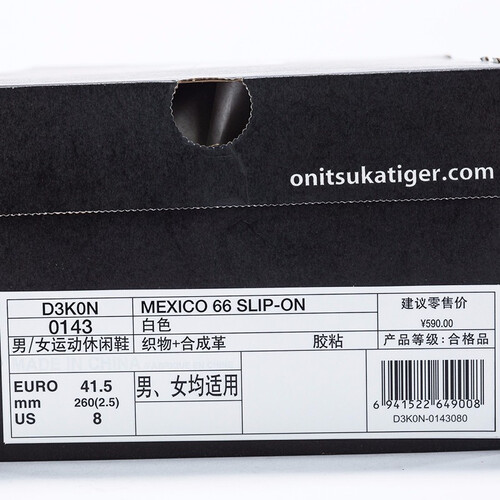 onitsukatiger.com
D3K0N
MEXICO 66 SLIP-ON
建议零售价
0143
白色
¥590.00
男/女运动休闲鞋
织物+合成革
胶粘
产品等级:合格品
EURO 41.5
男、女均适用
mm 260(2.5)
US 8
6 941522 649008
D3K0N-0143080